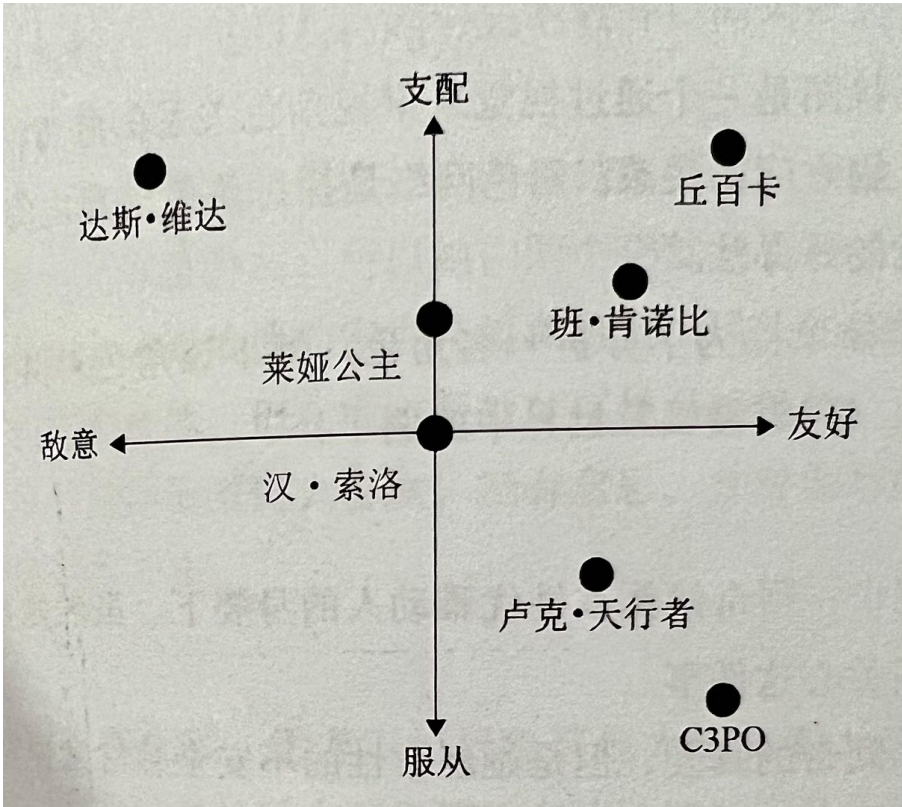 支配
丘百卡
达斯•维达
班•肯诺比
莱娅公主
友好
敌意
汉·索洛
卢克•天行者
C3PO
服从